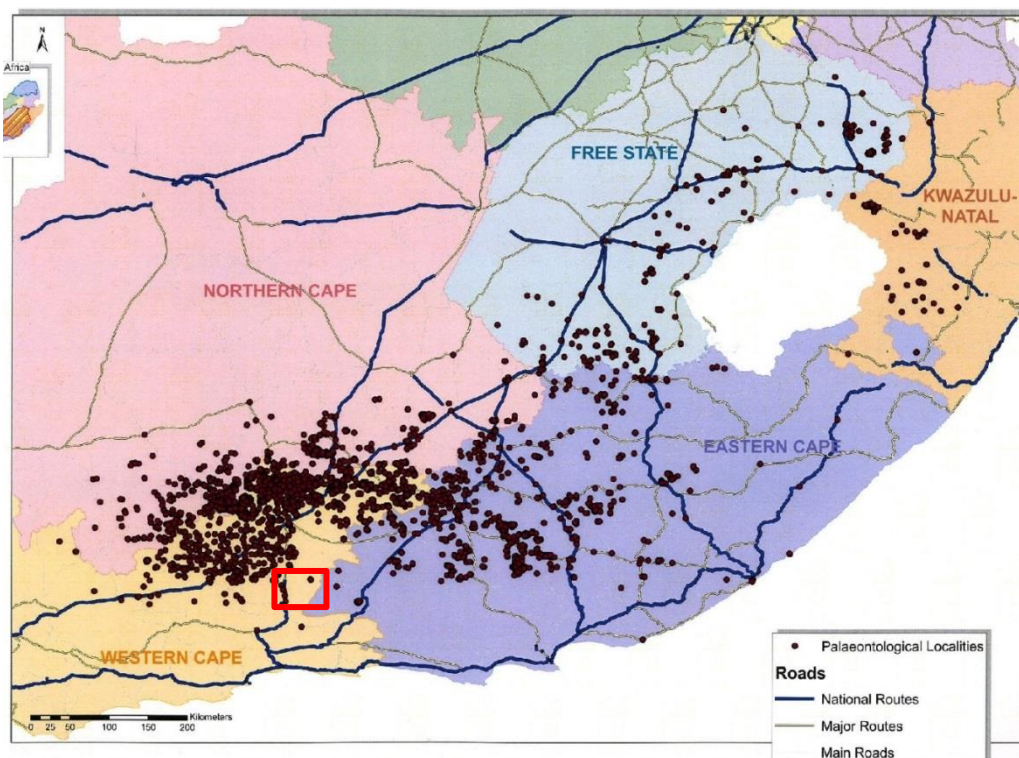 N
Africa
FREE STATE
KWAZULU-
NATAL
NORTHERN CAPE
EASTERN CAPE
WESTERN CAPE
Kilometers
0 25 50 100 150 200
Palaeontological Localities
Roads
National Routes
Major Routes
Main Roads